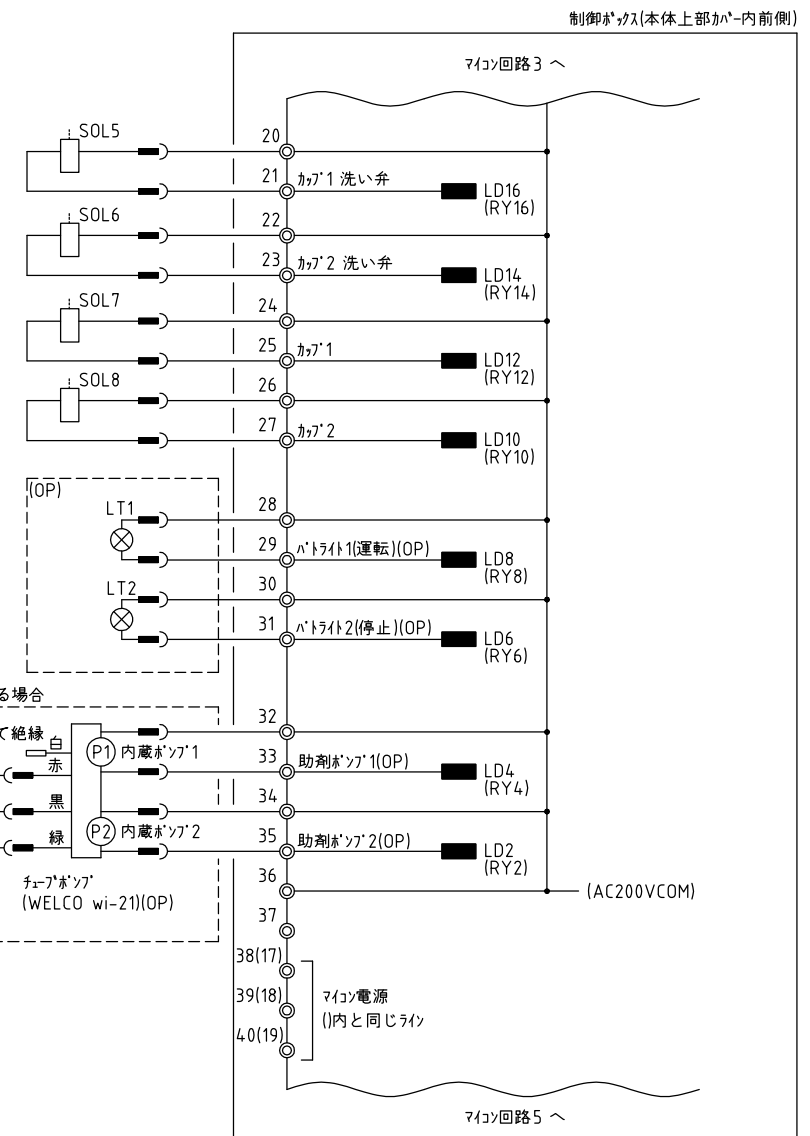 制御ﾎﾞｯｸｽ(本体上部ｶﾊﾞｰ内前側)
ﾏｲｺﾝ回路3 へ
SOL5
20
21
ｶｯﾌﾟ1 洗い弁
LD16
(RY16)
SOL6
22
23
ｶｯﾌﾟ2 洗い弁
LD14
(RY14)
SOL7
24
25
ｶｯﾌﾟ1
LD12
(RY12)
SOL8
26
27
ｶｯﾌﾟ2
LD10
(RY10)
(OP)
LT1
28
29
ﾊﾟﾄﾗｲﾄ1(運転)(OP)
LD8
(RY8)
LT2
30
31
ﾊﾟﾄﾗｲﾄ2(停止)(OP)
LD6
(RY6)
る場合
て絶縁
白
赤
黒
緑
P1
内蔵ﾎﾟﾝﾌﾟ1
P2
内蔵ﾎﾟﾝﾌﾟ2
32
33
助剤ﾎﾟﾝﾌﾟ1(OP)
LD4
(RY4)
34
35
助剤ﾎﾟﾝﾌﾟ2(OP)
LD2
(RY2)
ﾁｭｰﾌﾞﾎﾟﾝﾌﾟ
(WELCO wi-21)(OP)
36
(AC200VCOM)
37
38(17)
39(18)
40(19)
ﾏｲｺﾝ電源
()内と同じﾗｲﾝ
ﾏｲｺﾝ回路5 へ